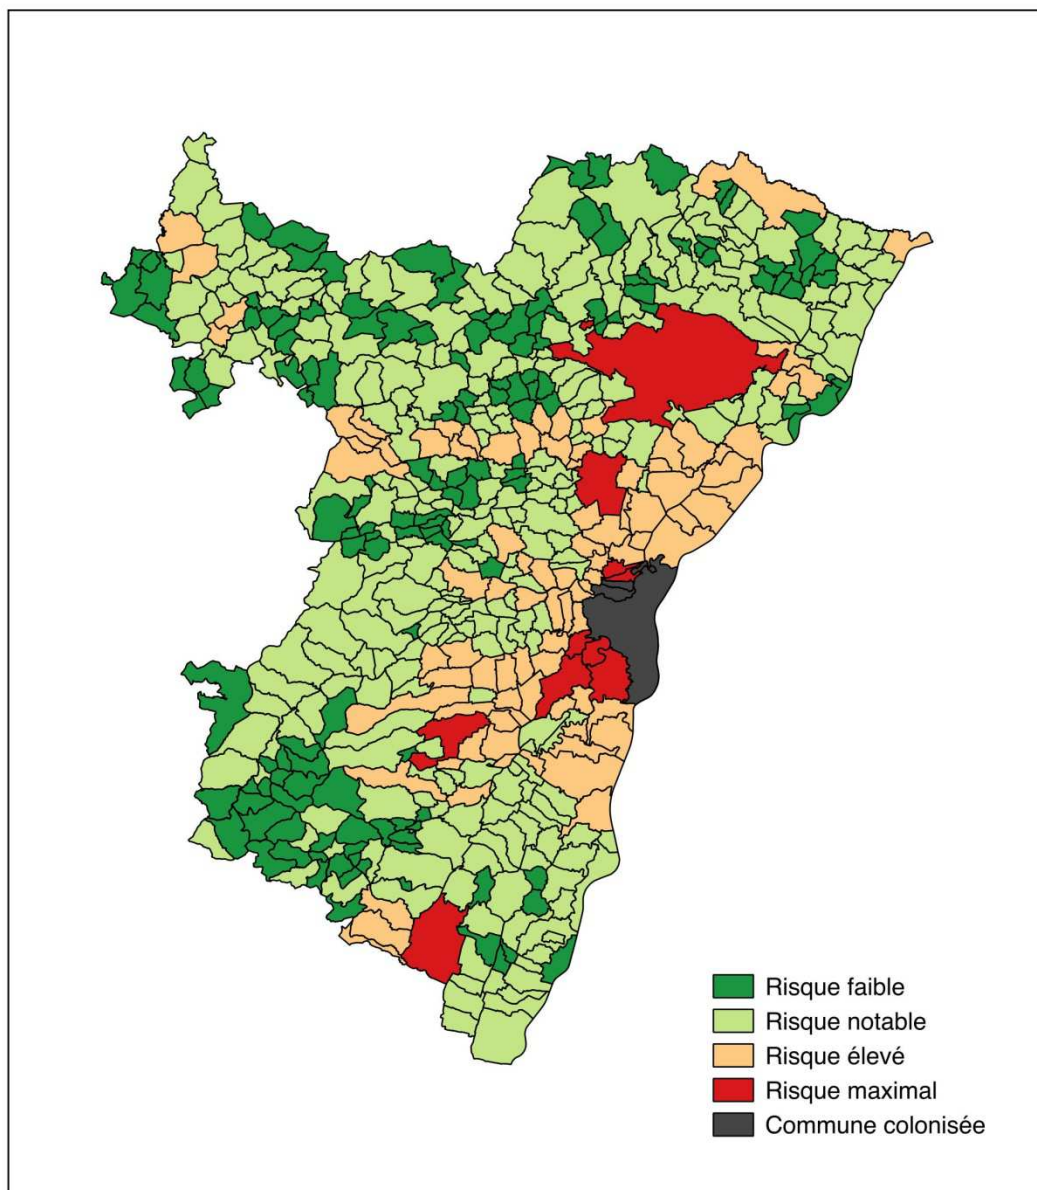 Risque faible
Risque notable
Risque élevé
Risque maximal
Commune colonisée